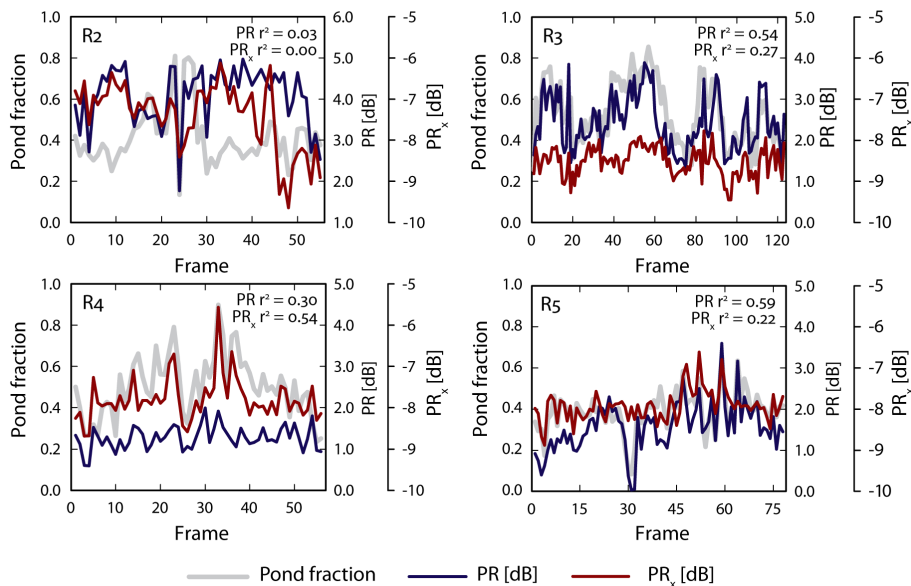 R2
PR r² = 0.03
PRₓ r² = 0.00
Pond fraction
1.0
0.8
0.6
0.4
0.2
0.0
0 10 20 30 40 50
Frame
6.0
5.0
4.0
3.0
2.0
1.0
PR [dB]
-5
-6
-7
-8
-9
-10
PRₓ [dB]
R3
PR r² = 0.54
PRₓ r² = 0.27
Pond fraction
1.0
0.8
0.6
0.4
0.2
0.0
0 20 40 60 80 100 120
Frame
5.0
4.0
3.0
2.0
1.0
0.0
PR [dB]
-5
-6
-7
-8
-9
-10
PRₓ [dB]
R4
PR r² = 0.30
PRₓ r² = 0.54
Pond fraction
1.0
0.8
0.6
0.4
0.2
0.0
0 10 20 30 40 50
Frame
5.0
4.0
3.0
2.0
1.0
0.0
PR [dB]
-5
-6
-7
-8
-9
-10
PRₓ [dB]
R5
PR r² = 0.59
PRₓ r² = 0.22
Pond fraction
1.0
0.8
0.6
0.4
0.2
0.0
0 15 30 45 60 75
Frame
5.0
4.0
3.0
2.0
1.0
0.0
PR [dB]
-5
-6
-7
-8
-9
-10
PRₓ [dB]
Pond fraction PR [dB] PRₓ [dB]